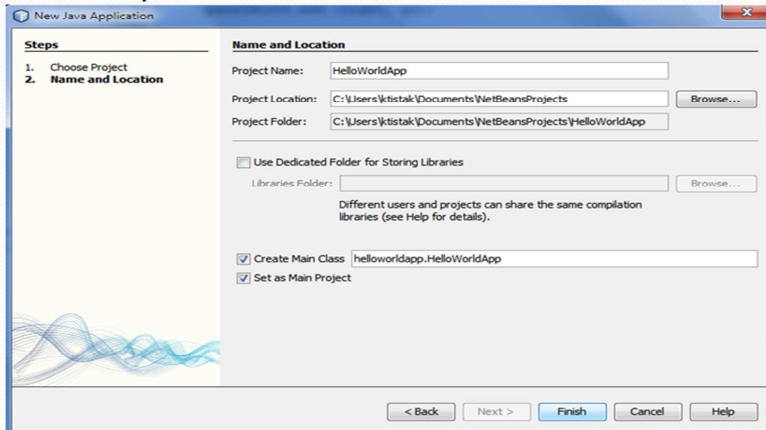 New Java Application
Steps
1. Choose Project
2. Name and Location
Name and Location
Project Name: HelloWorldApp
Project Location: C:\Users\ktistak\Documents\NetBeansProjects Browse...
Project Folder: C:\Users\ktistak\Documents\NetBeansProjects\HelloWorldApp
Use Dedicated Folder for Storing Libraries
Libraries Folder: Browse...
Different users and projects can share the same compilation
libraries (see Help for details).
Create Main Class helloworldapp.HelloWorldApp
Set as Main Project
< Back Next > Finish Cancel Help